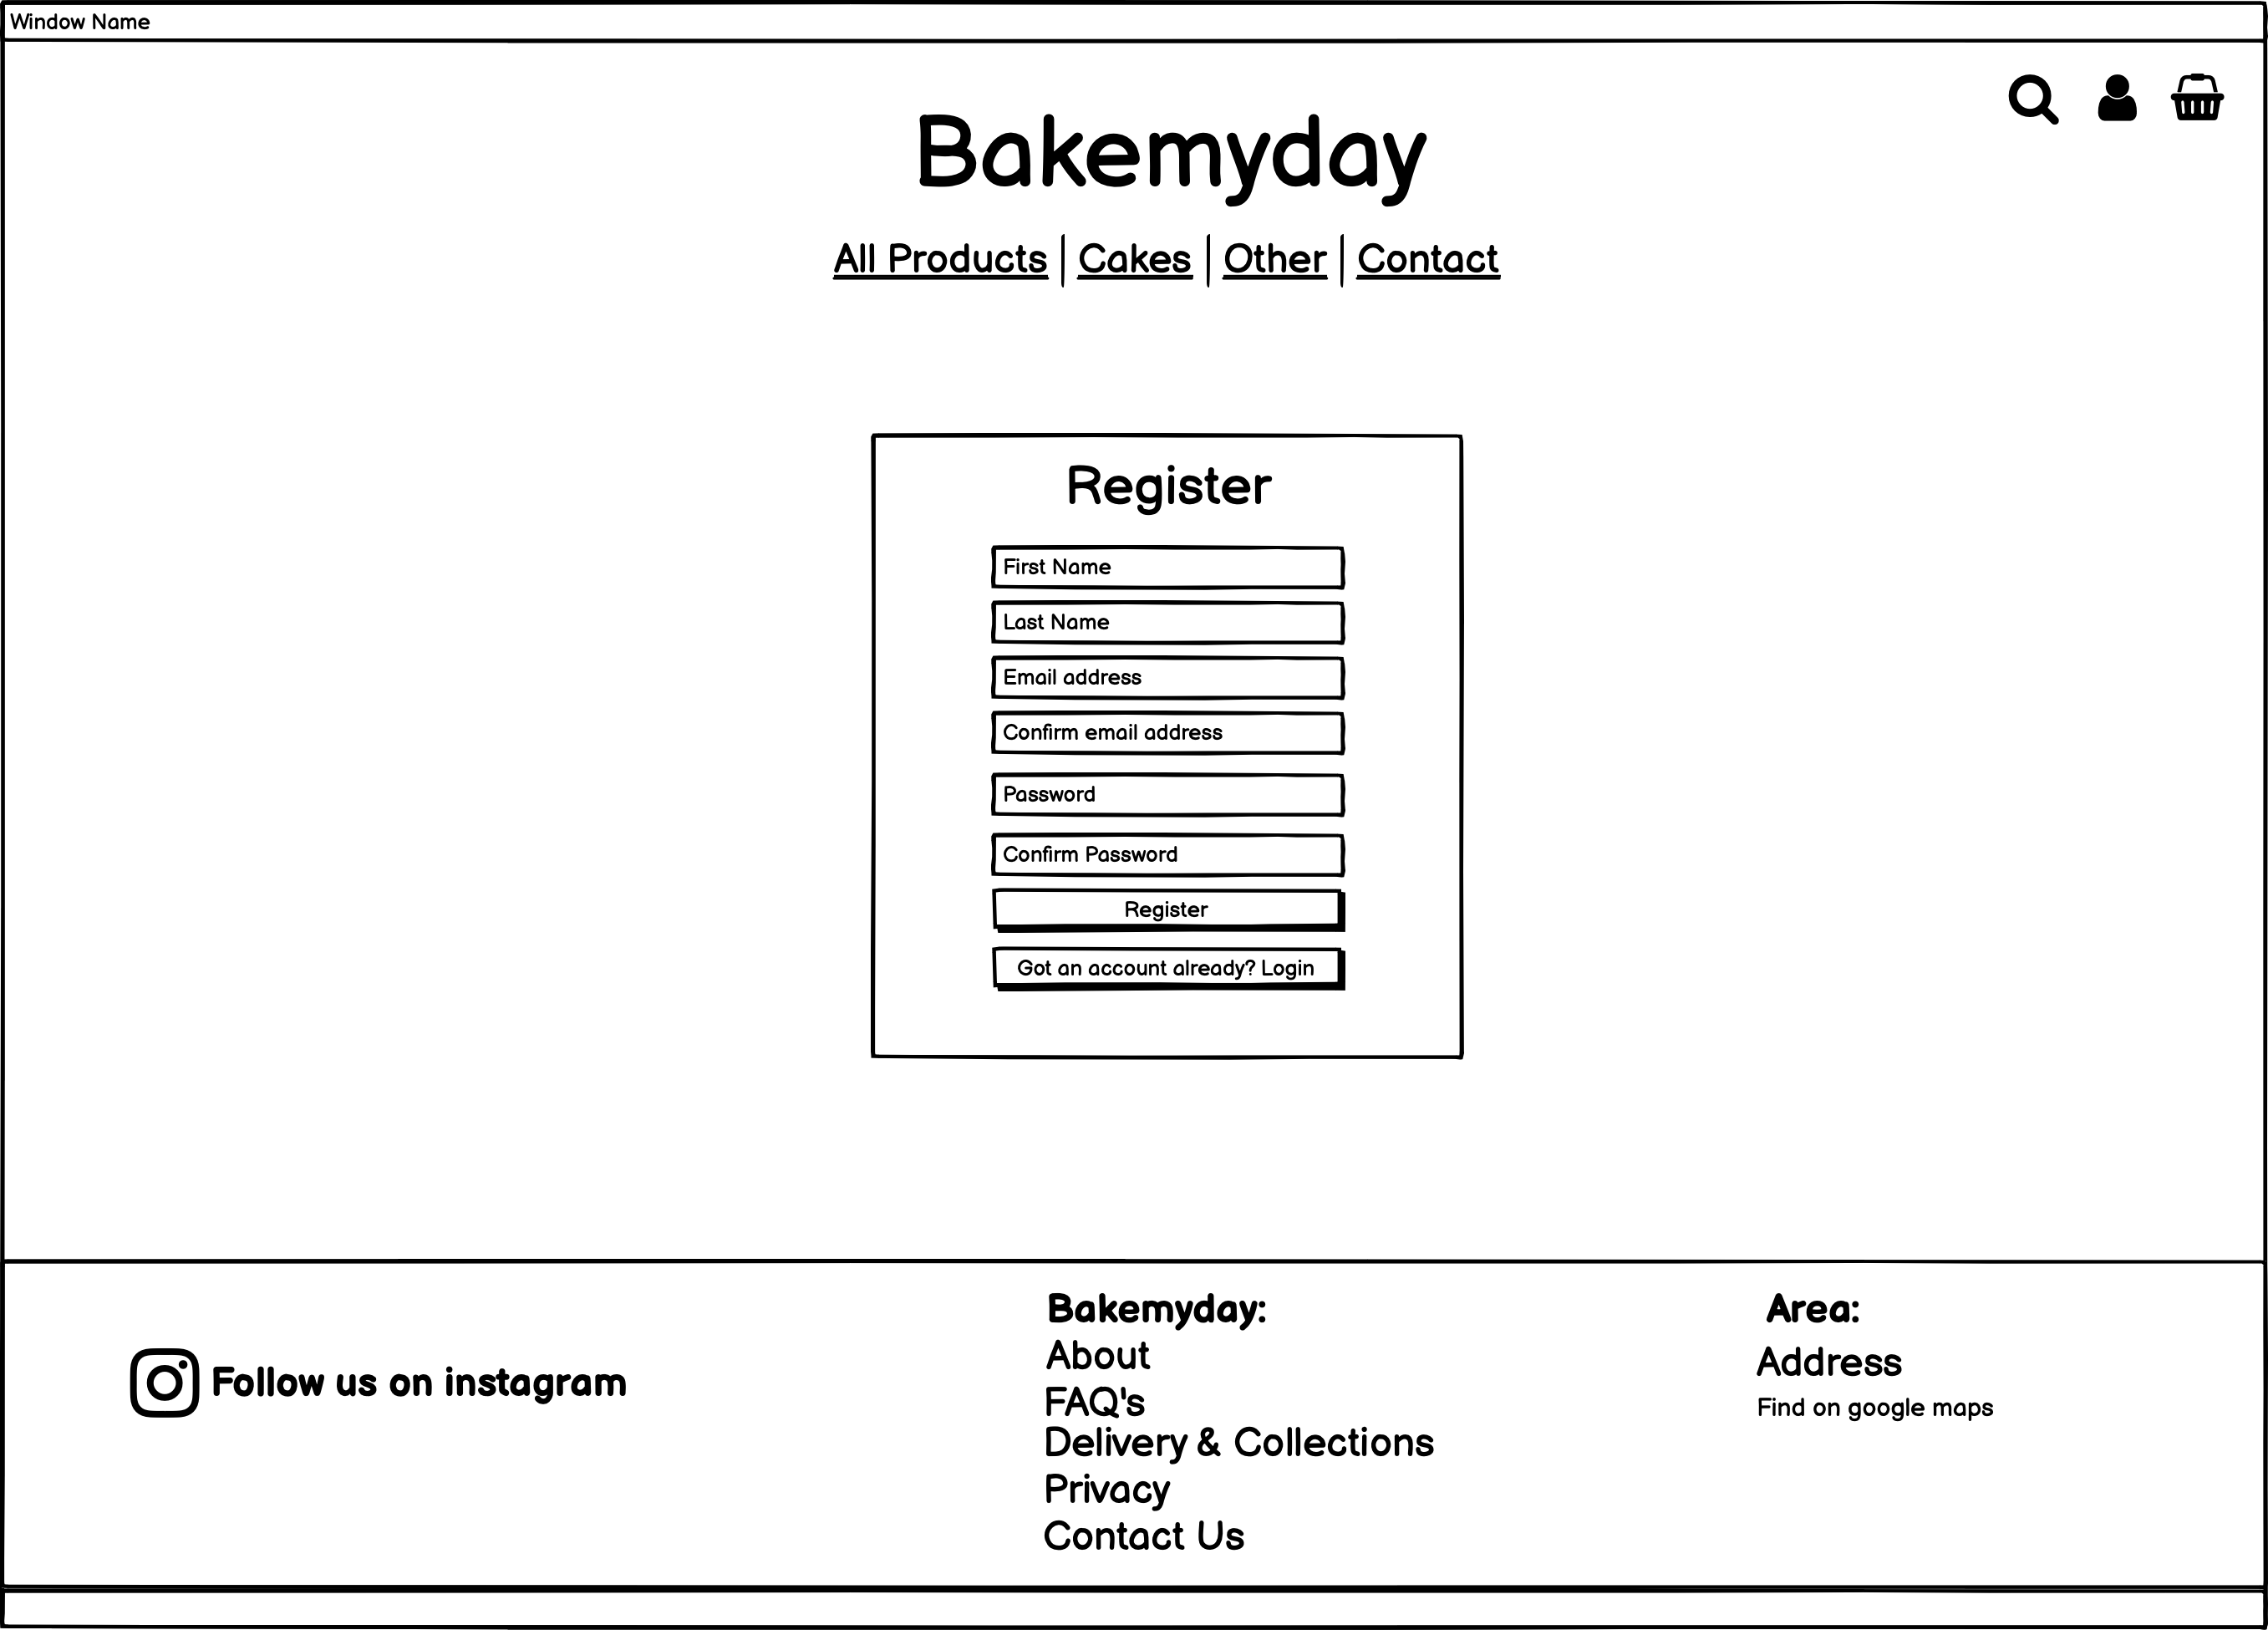 Window Name
Bakemyday
All Products | Cakes | Other | Contact
Register
First Name
Last Name
Email address
Confirm email address
Password
Confirm Password
Register
Got an account already? Login
Follow us on instagram
Bakemyday:
About
FAQ's
Delivery & Collections
Privacy
Contact Us
Area:
Address
Find on google maps